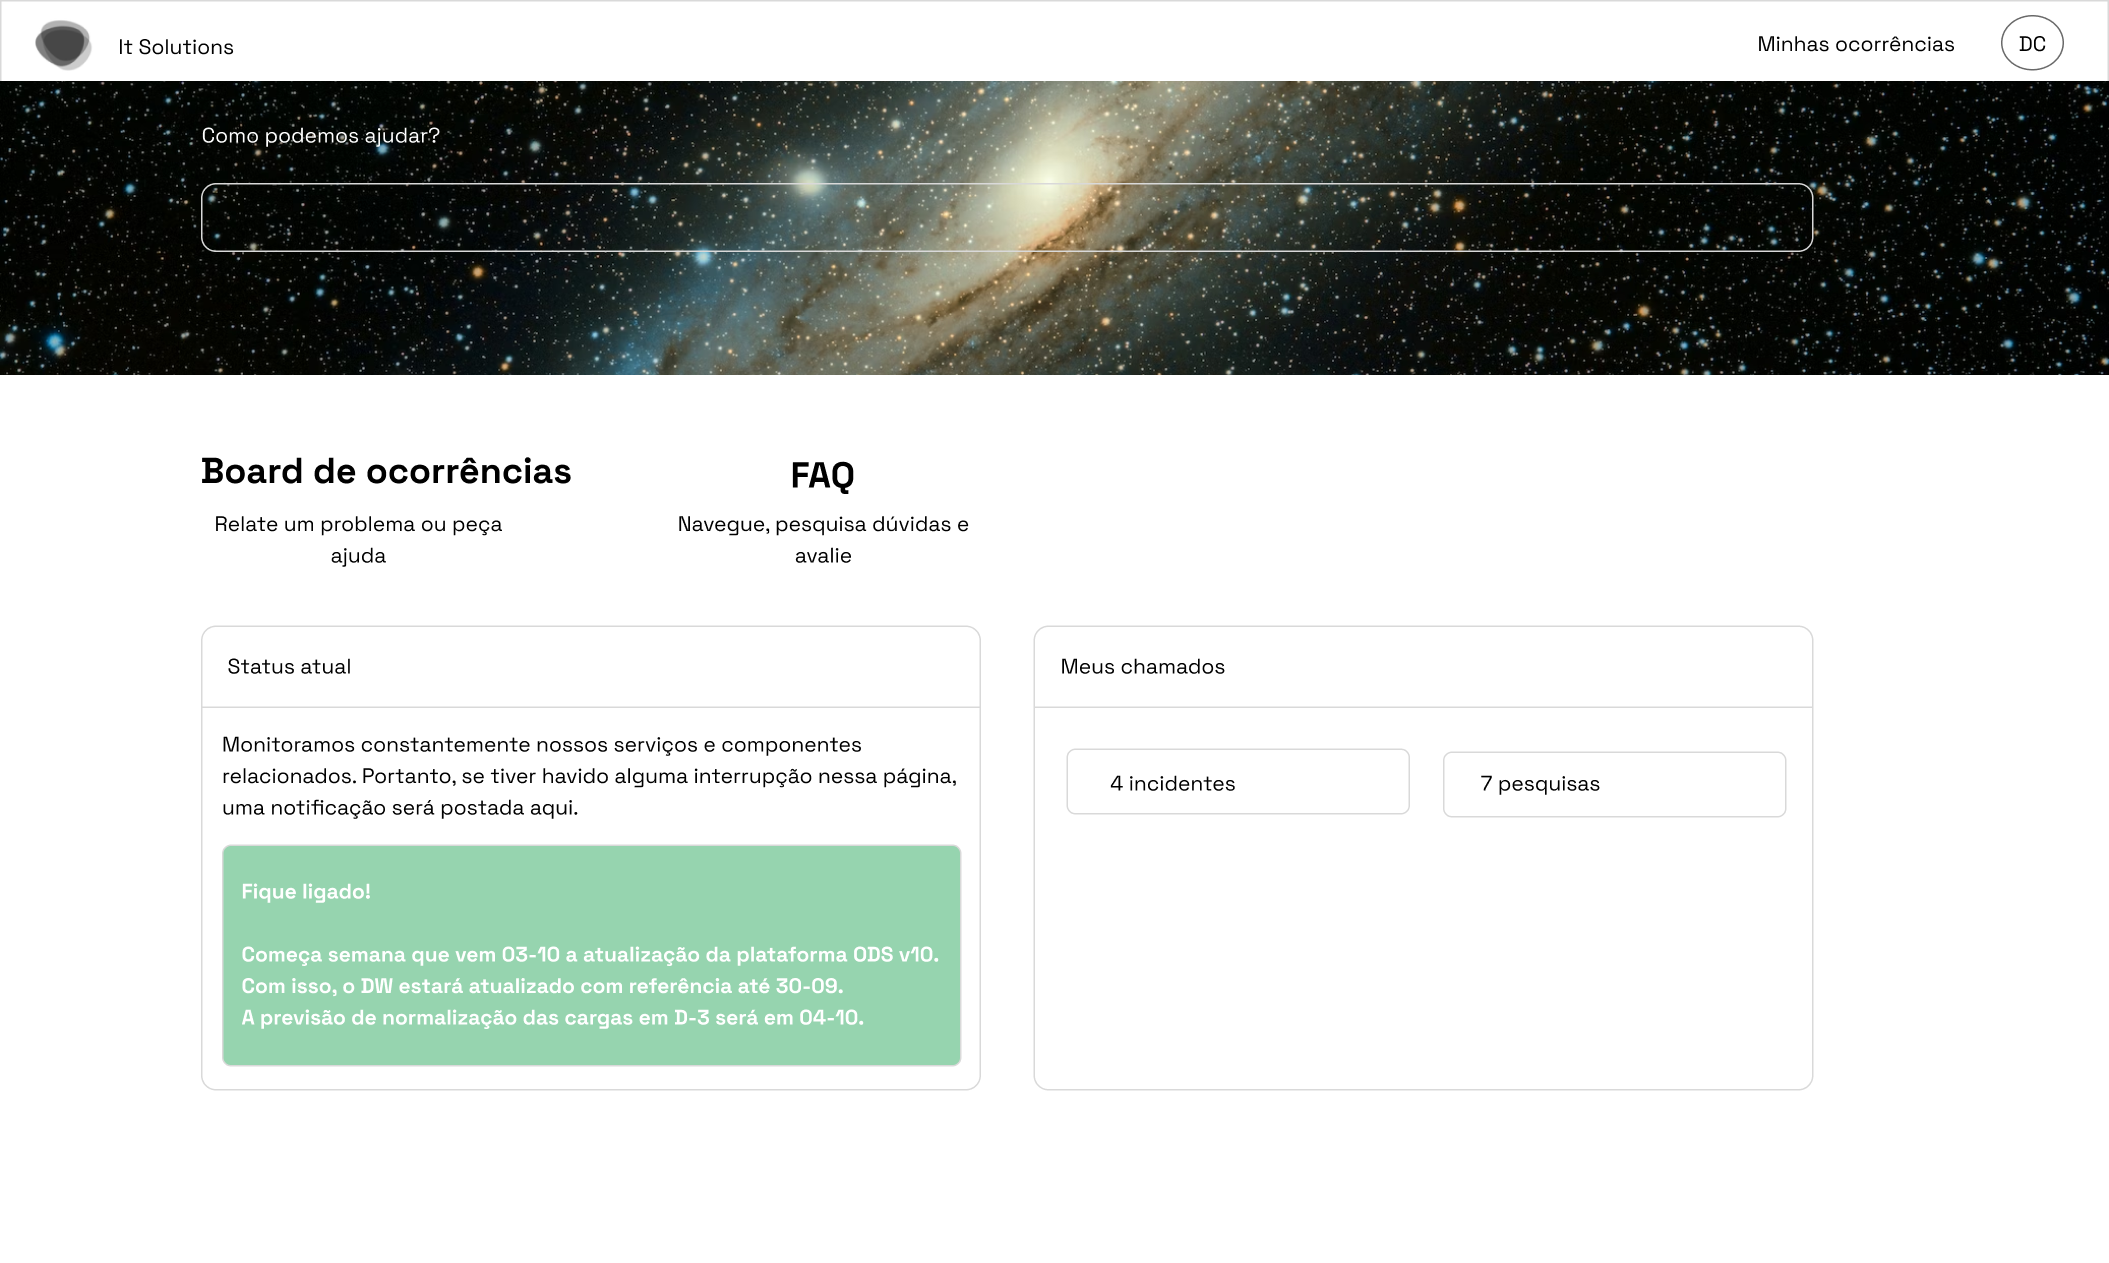 It Solutions
Minhas ocorrências
DC
Como podemos ajudar?
Board de ocorrências
Relate um problema ou peça
ajuda
FAQ
Navegue, pesquisa dúvidas e
avalie
Status atual
Monitoramos constantemente nossos serviços e componentes
relacionados. Portanto, se tiver havido alguma interrupção nessa página,
uma notificação será postada aqui.
Fique ligado!
Começa semana que vem 03-10 a atualização da plataforma ODS v10.
Com isso, o DW estará atualizado com referência até 30-09.
A previsão de normalização das cargas em D-3 será em 04-10.
Meus chamados
4 incidentes
7 pesquisas